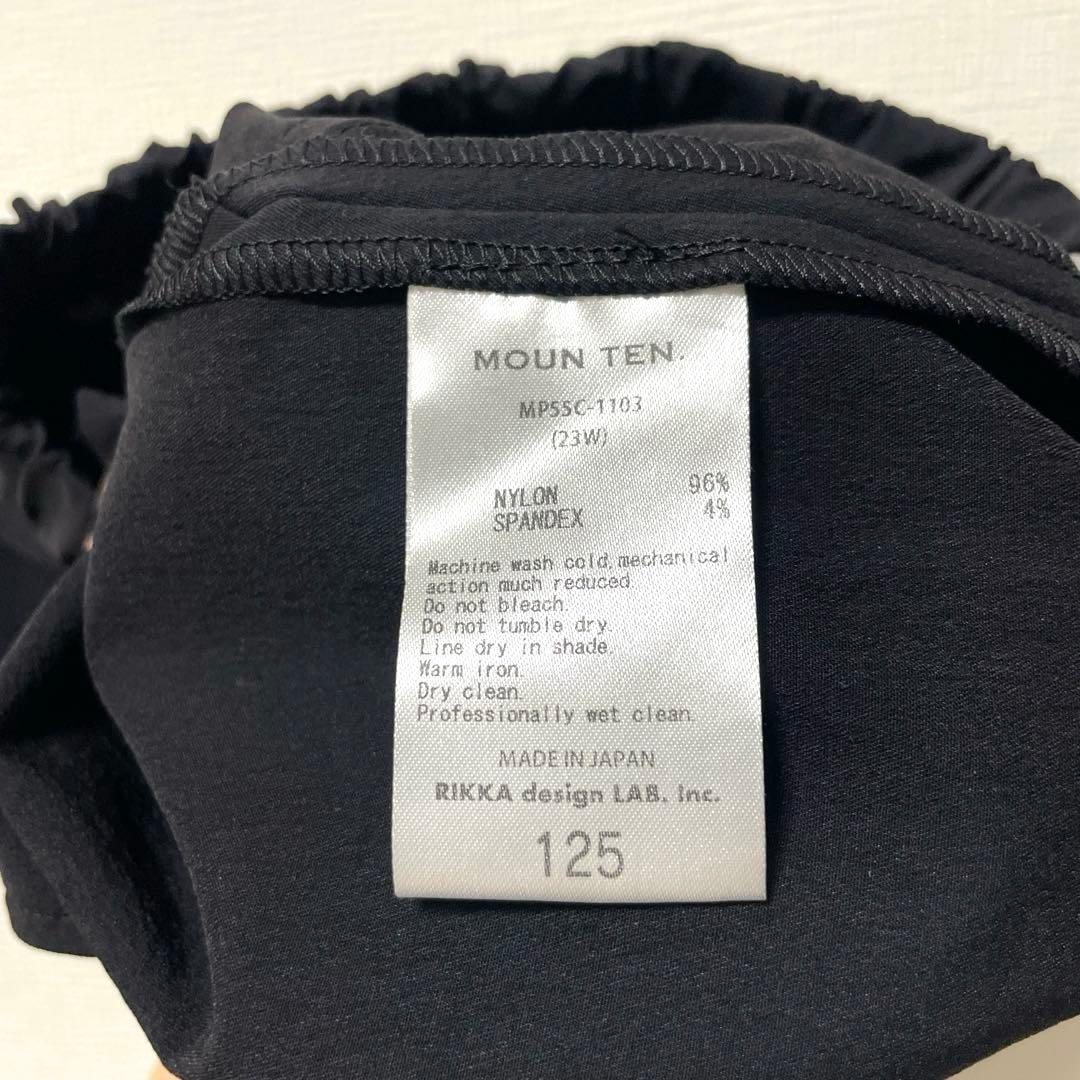 MOUN TEN.
MPSSC-1103
(23W)
NYLON 96%
SPANDEX 4%
Machine wash cold, mechanical
action much reduced.
Do not bleach.
Do not tumble dry.
Line dry in shade.
Warm iron.
Dry clean.
Professionally wet clean.
MADE IN JAPAN
RIKKA design LAB. Inc.
125